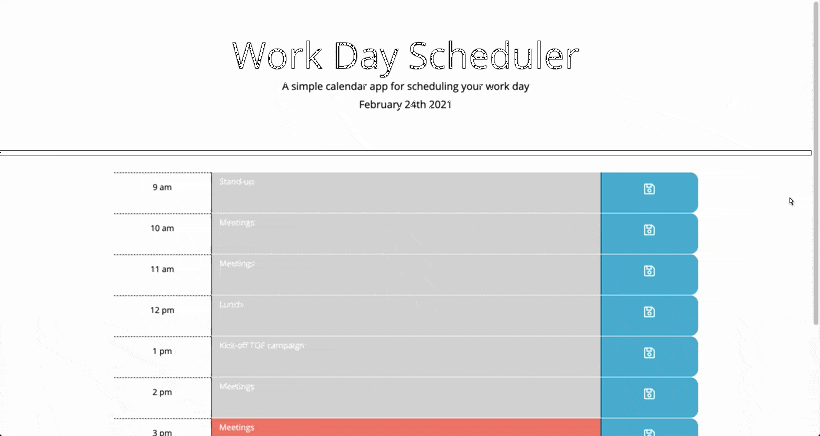 Work Day Scheduler
A simple calendar app for scheduling your work day
February 24th 2021
9 am Stand-up
10 am Meetings
11 am Meetings
12 pm Lunch
1 pm Kick-off TGF campaign
2 pm Meetings
3 pm Meetings